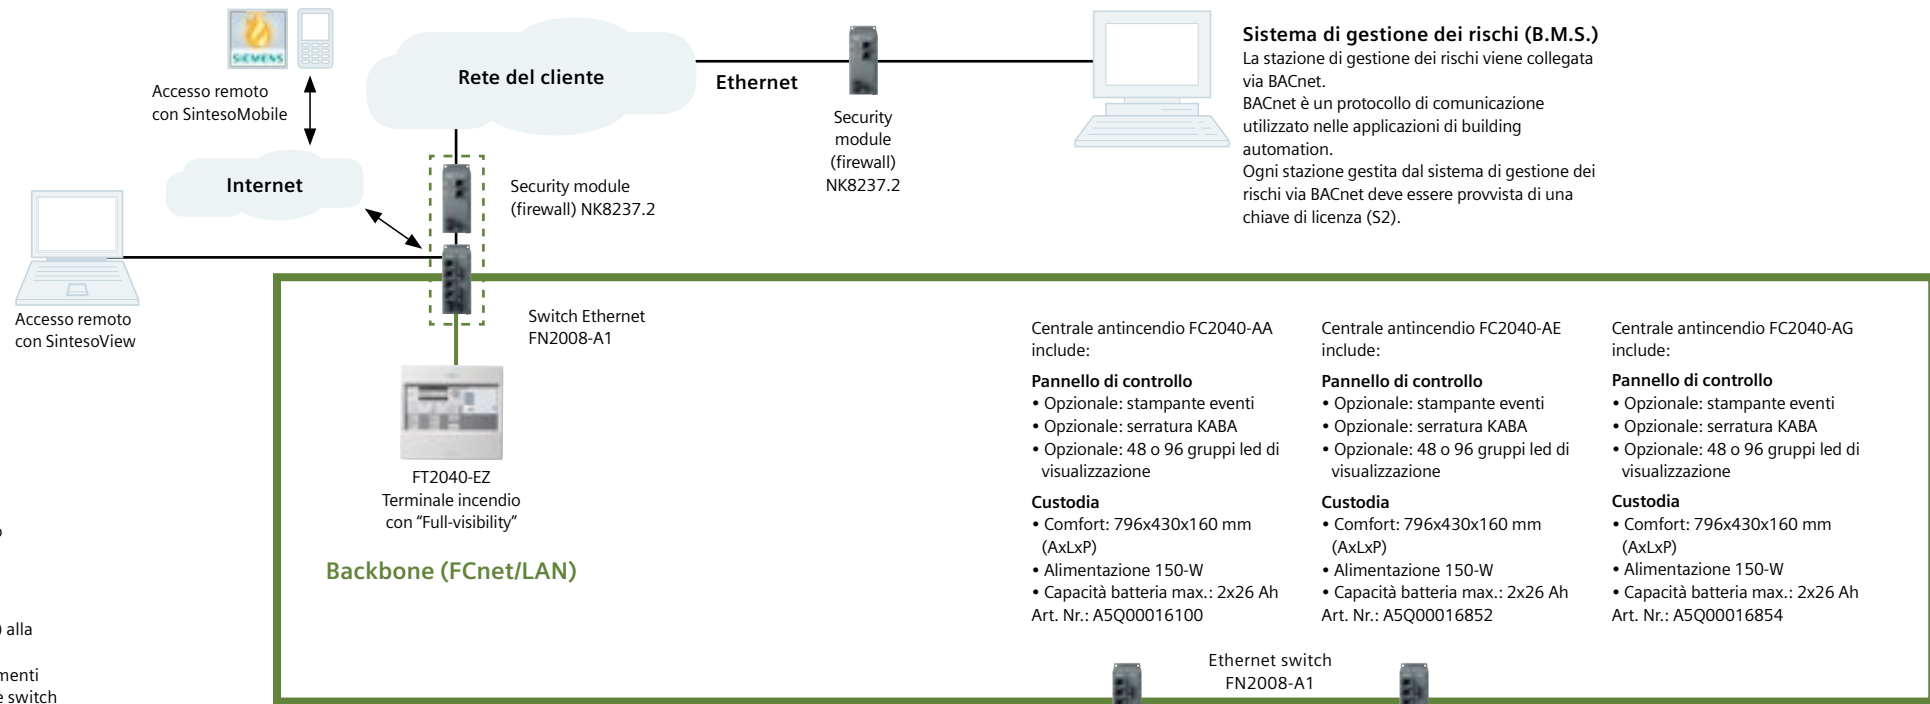 SIEMENS
Accesso remoto
con SintesoMobile
Internet
Rete del cliente
Ethernet
Security
module
(firewall)
NK8237.2
Sistema di gestione dei rischi (B.M.S.)
La stazione di gestione dei rischi viene collegata
via BACnet.
BACnet è un protocollo di comunicazione
utilizzato nelle applicazioni di building
automation.
Ogni stazione gestita dal sistema di gestione dei
rischi via BACnet deve essere provvista di una
chiave di licenza (S2).
Security module
(firewall) NK8237.2
Accesso remoto
con SintesoView
Switch Ethernet
FN2008-A1
FT2040-EZ
Terminale incendio
con “Full-visibility”
Backbone (FCnet/LAN)
Centrale antincendio FC2040-AA
include:
Pannello di controllo
• Opzionale: stampante eventi
• Opzionale: serratura KABA
• Opzionale: 48 o 96 gruppi led di
visualizzazione
Custodia
• Comfort: 796x430x160 mm
(AxLxP)
• Alimentazione 150-W
• Capacità batteria max.: 2x26 Ah
Art. Nr.: A5Q00016100
Centrale antincendio FC2040-AE
include:
Pannello di controllo
• Opzionale: stampante eventi
• Opzionale: serratura KABA
• Opzionale: 48 o 96 gruppi led di
visualizzazione
Custodia
• Comfort: 796x430x160 mm
(AxLxP)
• Alimentazione 150-W
• Capacità batteria max.: 2x26 Ah
Art. Nr.: A5Q00016852
Centrale antincendio FC2040-AG
include:
Pannello di controllo
• Opzionale: stampante eventi
• Opzionale: serratura KABA
• Opzionale: 48 o 96 gruppi led di
visualizzazione
Custodia
• Comfort: 796x430x160 mm
(AxLxP)
• Alimentazione 150-W
• Capacità batteria max.: 2x26 Ah
Art. Nr.: A5Q00016854
) alla
menti
e switch
Ethernet switch
FN2008-A1